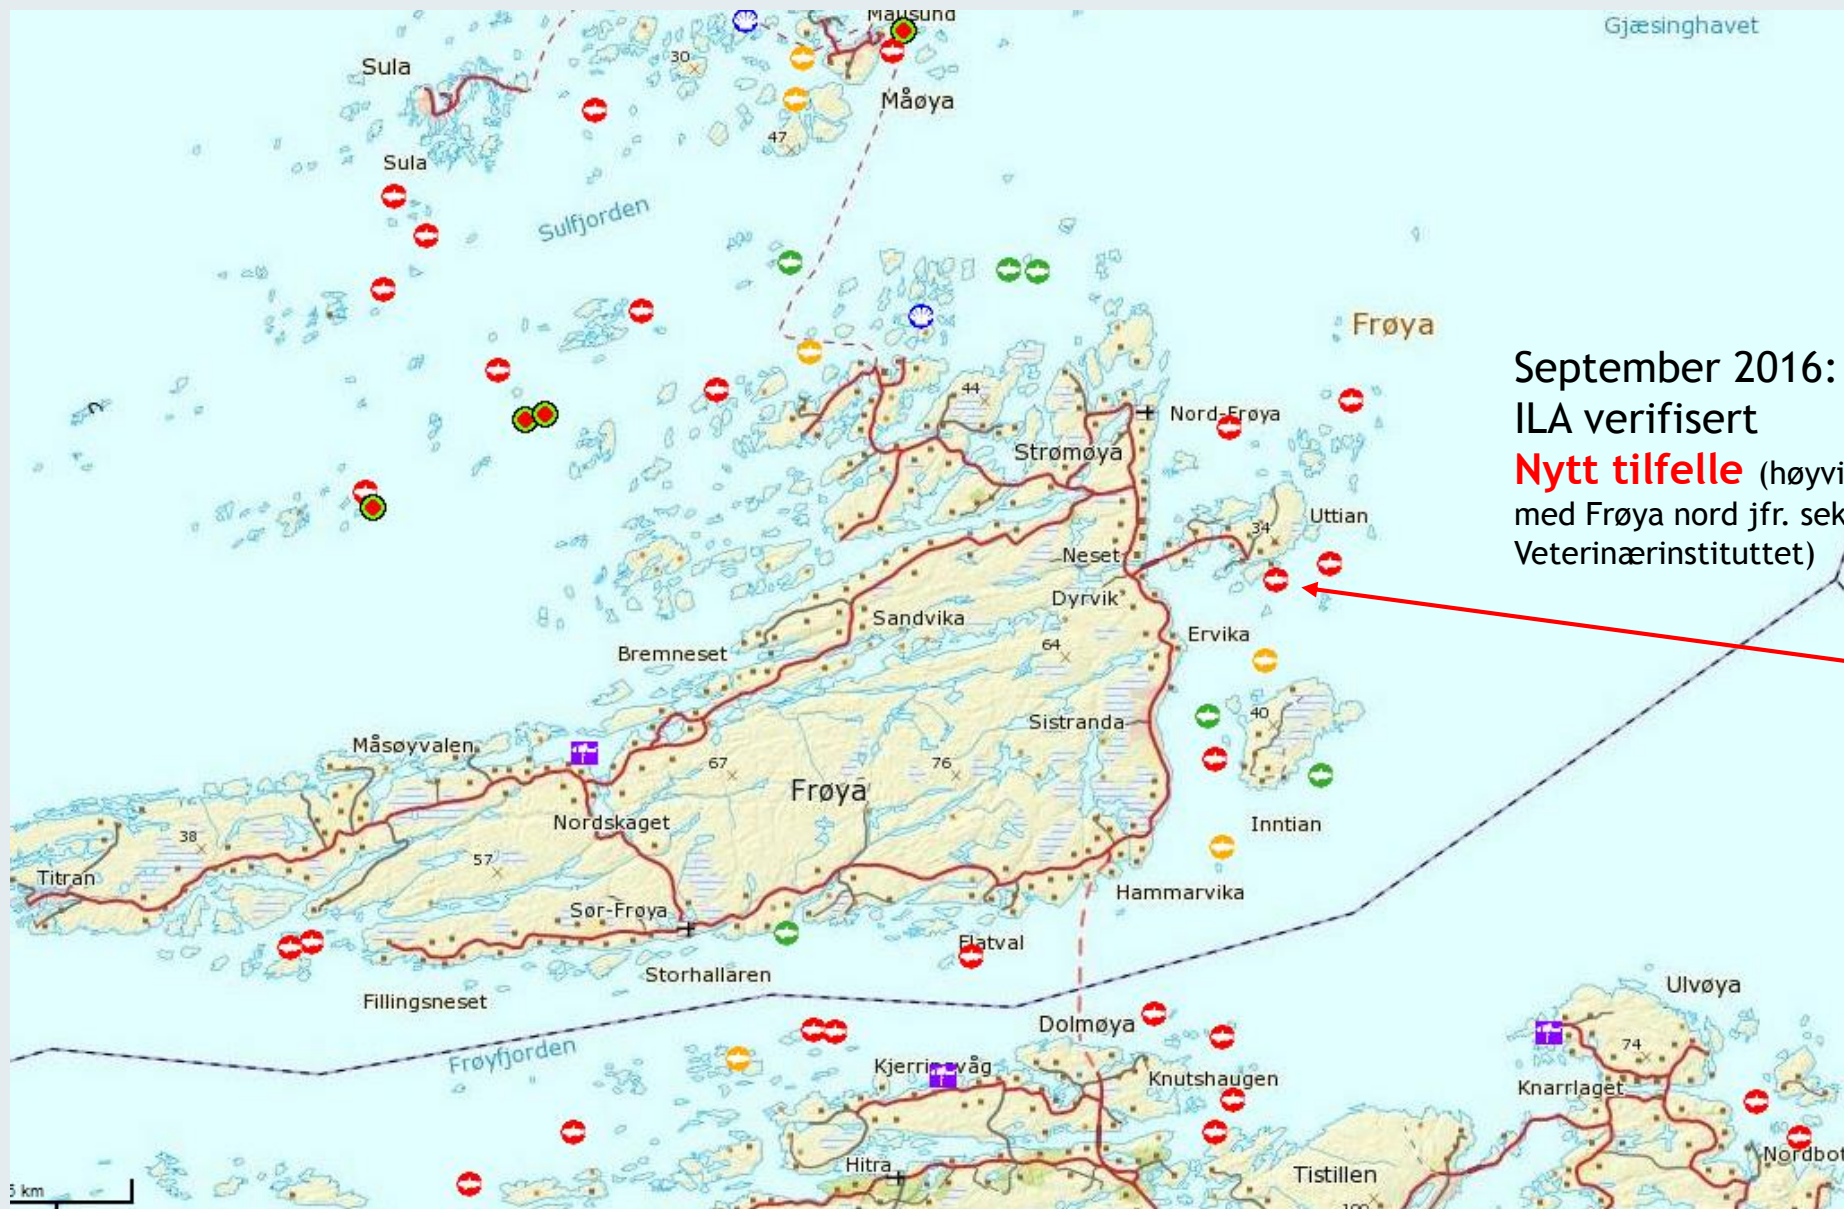 Mausund
Gjæsinghavet
Sula
30
Måøya
47
Sula
Sulfjorden
Frøya
September 2016:
ILA verifisert
Nytt tilfelle (høyvi
med Frøya nord jfr. sek
Veterinærinstituttet)
44
Nord-Frøya
Strømøya
34
Uttian
Neset
Dyrvik
Sandvika
Ervika
64
Bremneset
40
Sistranda
Måsøyvalen
67
76
Frøya
Nordskaget
Inntian
38
57
Titran
Hammarvika
Sør-Frøya
Flatval
Storhallaren
Fillingsneset
Ulvøya
Dolmøya
Frøyfjorden
74
Kjerringvåg
Knutshaugen
Knarrlaget
Nordbot
Hitra
Tistillen
5 km